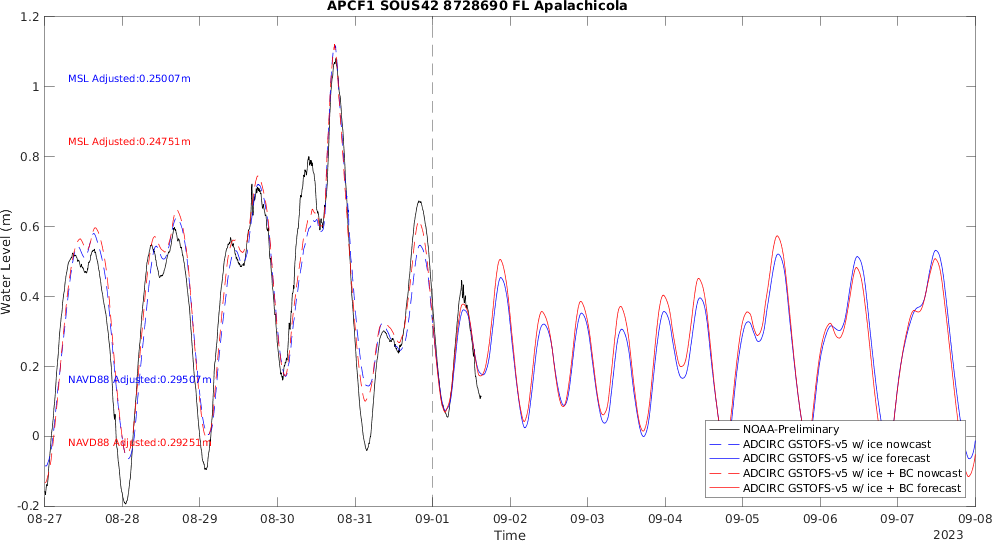 APCF1 SOUS42 8728690 FL Apalachicola
1.2
1
0.8
0.6
0.4
0.2
0
-0.2
Water Level (m)
MSL Adjusted:0.25007m
MSL Adjusted:0.24751m
NAVD88 Adjusted:0.29507m
NAVD88 Adjusted:0.29251m
NOAA-Preliminary
ADCIRC GSTOFS-v5 w/ ice nowcast
ADCIRC GSTOFS-v5 w/ ice forecast
ADCIRC GSTOFS-v5 w/ ice + BC nowcast
ADCIRC GSTOFS-v5 w/ ice + BC forecast
08-27 08-28 08-29 08-30 08-31 09-01 09-02 09-03 09-04 09-05 09-06 09-07 09-08
Time
2023